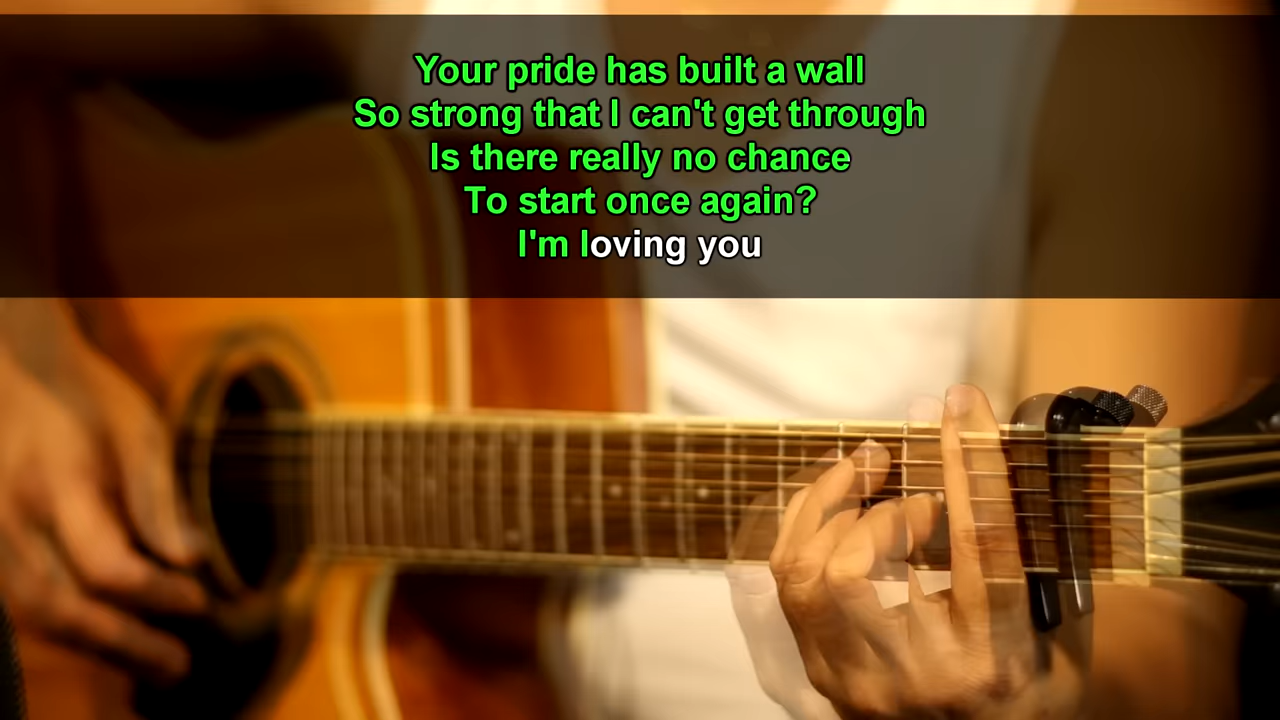 Your pride has built a wall
So strong that I can't get through
Is there really no chance
To start once again?
I'm loving you